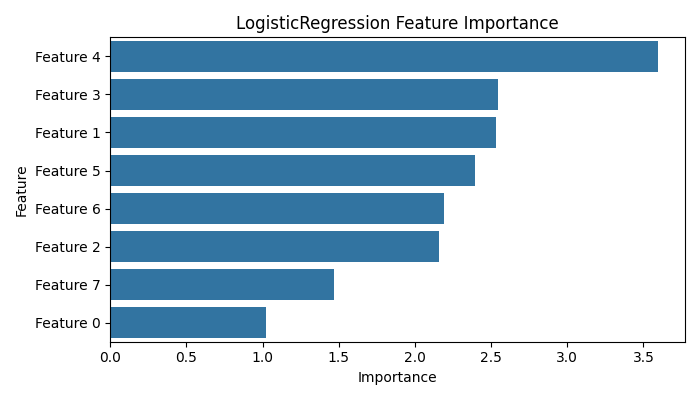 LogisticRegression Feature Importance
Feature 4
Feature 3
Feature 1
Feature 5
Feature 6
Feature 2
Feature 7
Feature 0
Feature
0.0 0.5 1.0 1.5 2.0 2.5 3.0 3.5
Importance